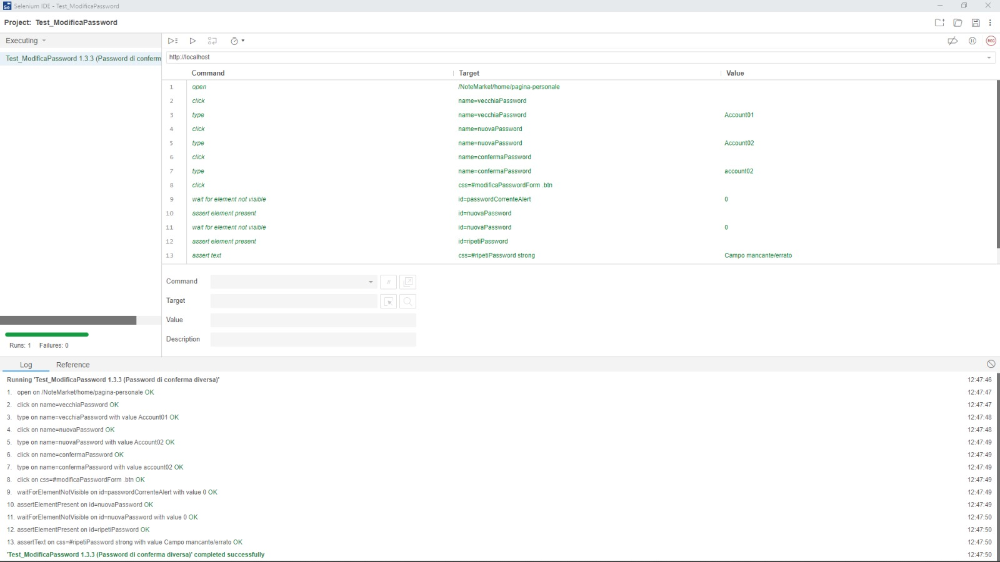 Selenium IDE - Test_ModificaPassword
Project: Test_ModificaPassword
Executing
http://localhost
Test_ModificaPassword 1.3.3 (Password di conferm
Command Target Value
1 open /NoteMarket/home/pagina-personale
2 click name=vecchiaPassword
3 type name=vecchiaPassword Account01
4 click name=nuovaPassword
5 type name=nuovaPassword Account02
6 click name=confermaPassword
7 type name=confermaPassword account02
8 click css=#modificaPasswordForm .btn
9 wait for element not visible id=passwordCorrenteAlert 0
10 assert element present id=nuovaPassword
11 wait for element not visible id=nuovaPassword 0
12 assert element present id=ripetiPassword
13 assert text css=#ripetiPassword strong Campo mancante/errato
Command //
Target
Value
Description
Runs: 1 Failures: 0
Log Reference
Running 'Test_ModificaPassword 1.3.3 (Password di conferma diversa)' 12:47:46
1. open on /NoteMarket/home/pagina-personale OK 12:47:47
2. click on name=vecchiaPassword OK 12:47:47
3. type on name=vecchiaPassword with value Account01 OK 12:47:48
4. click on name=nuovaPassword OK 12:47:48
5. type on name=nuovaPassword with value Account02 OK 12:47:49
6. click on name=confermaPassword OK 12:47:49
7. type on name=confermaPassword with value account02 OK 12:47:49
8. click on css=#modificaPasswordForm .btn OK 12:47:49
9. waitForElementNotVisible on id=passwordCorrenteAlert with value 0 OK 12:47:49
10. assertElementPresent on id=nuovaPassword OK 12:47:49
11. waitForElementNotVisible on id=nuovaPassword with value 0 OK 12:47:50
12. assertElementPresent on id=ripetiPassword OK 12:47:50
13. assertText on css=#ripetiPassword strong with value Campo mancante/errato OK 12:47:50
'Test_ModificaPassword 1.3.3 (Password di conferma diversa)' completed successfully 12:47:50